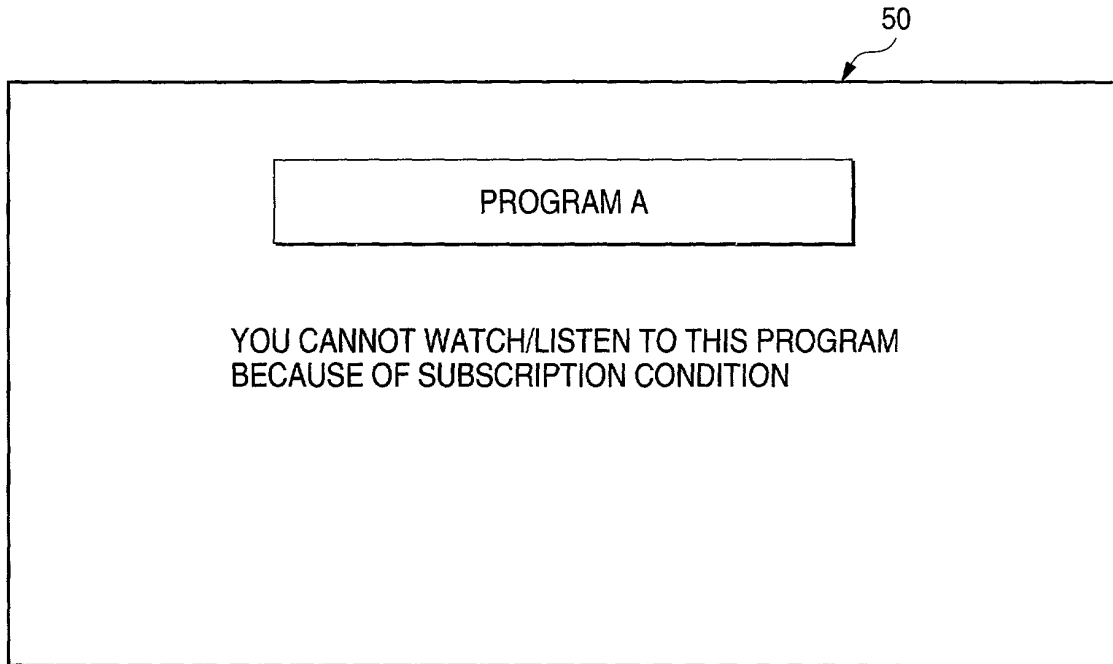 50
PROGRAM A
YOU CANNOT WATCH/LISTEN TO THIS PROGRAM
BECAUSE OF SUBSCRIPTION CONDITION